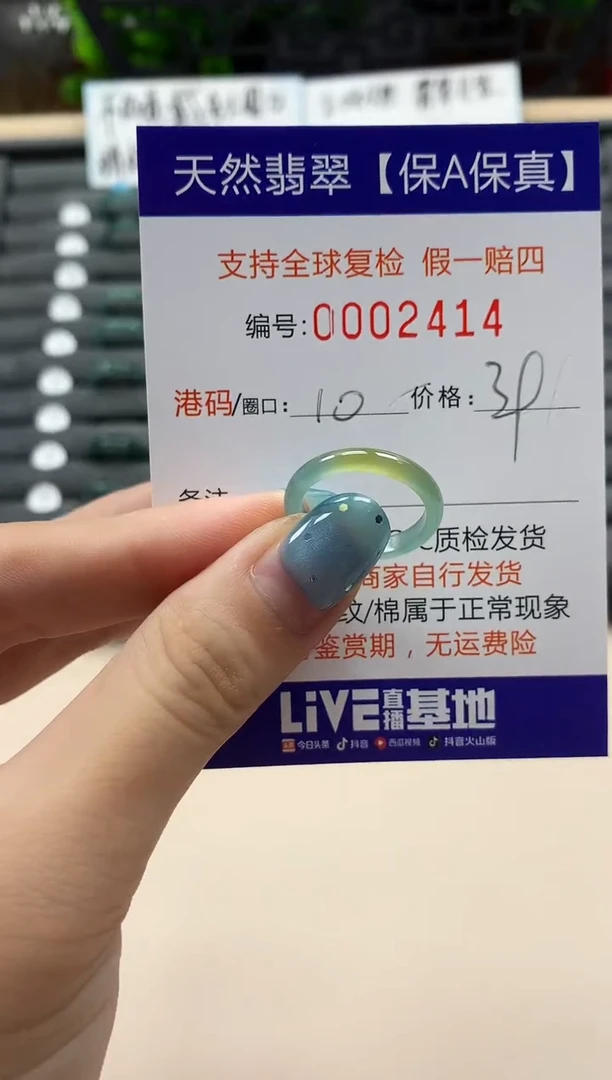 天然翡翠【保A保真】
支持全球复检 假一赔四
编号:0002414
港码/圈口: 10 价格:
备注
质检发货
商家自行发货
纹/棉属于正常现象
鉴赏期，无运费险
LiVE直播基地
今日头条 抖音 西瓜视频 抖音火山版